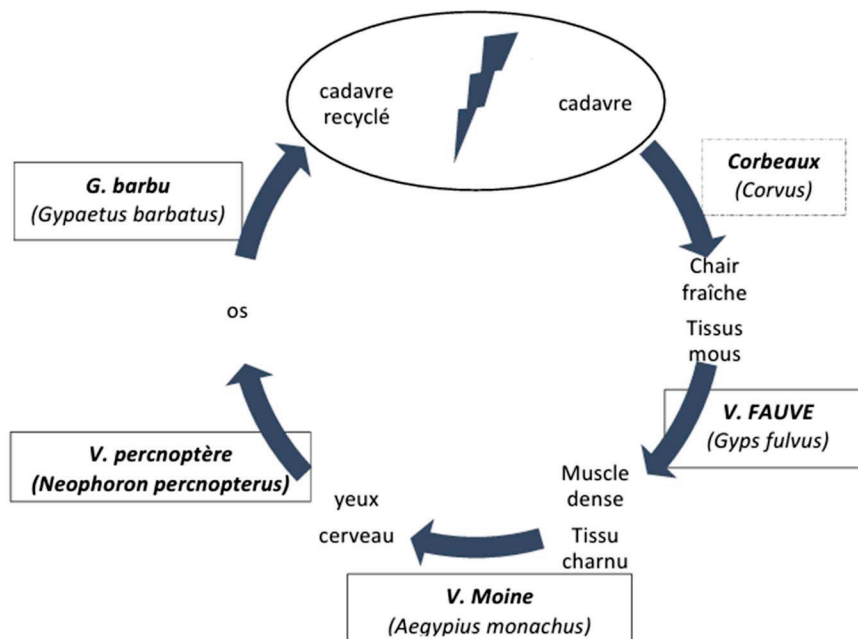 cadavre
recyclé
cadavre
Corbeaux
(Corvus)
Chair
fraîche
Tissus
mous
V. FAUVE
(Gyps fulvus)
Muscle
dense
Tissu
charnu
V. Moine
(Aegypius monachus)
yeux
cerveau
V. percnoptère
(Neophoron percnopterus)
os
G. barbu
(Gypaetus barbatus)